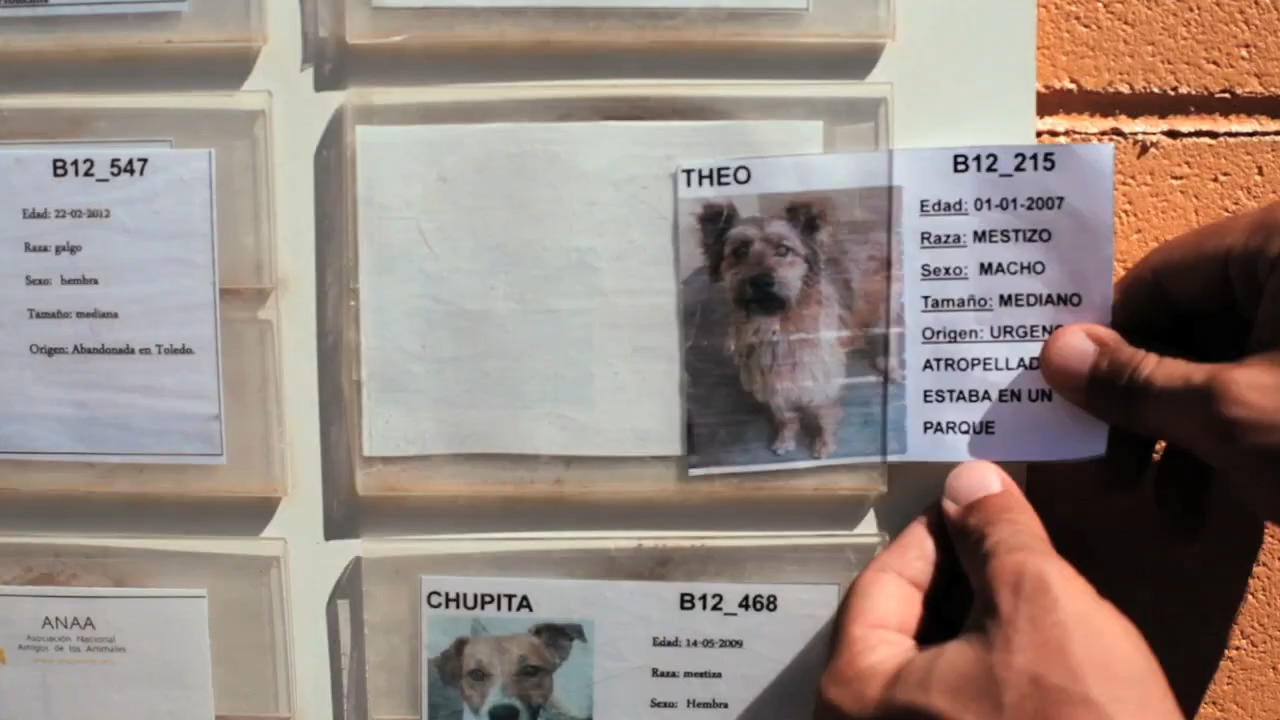 B12_547
Edad: 22-02-2012
Raza: galgo
Sexo: hembra
Tamaño: mediana
Origen: Abandonada en Toledo.
THEO
B12_215
Edad: 01-01-2007
Raza: MESTIZO
Sexo: MACHO
Tamaño: MEDIANO
Origen: URGENC
ATROPELLAD
ESTABA EN UN
PARQUE
ANAA
Asociación Nacional
Amigos de los Animales
CHUPITA
B12_468
Edad: 14-05-2009
Raza: mestiza
Sexo: Hembra